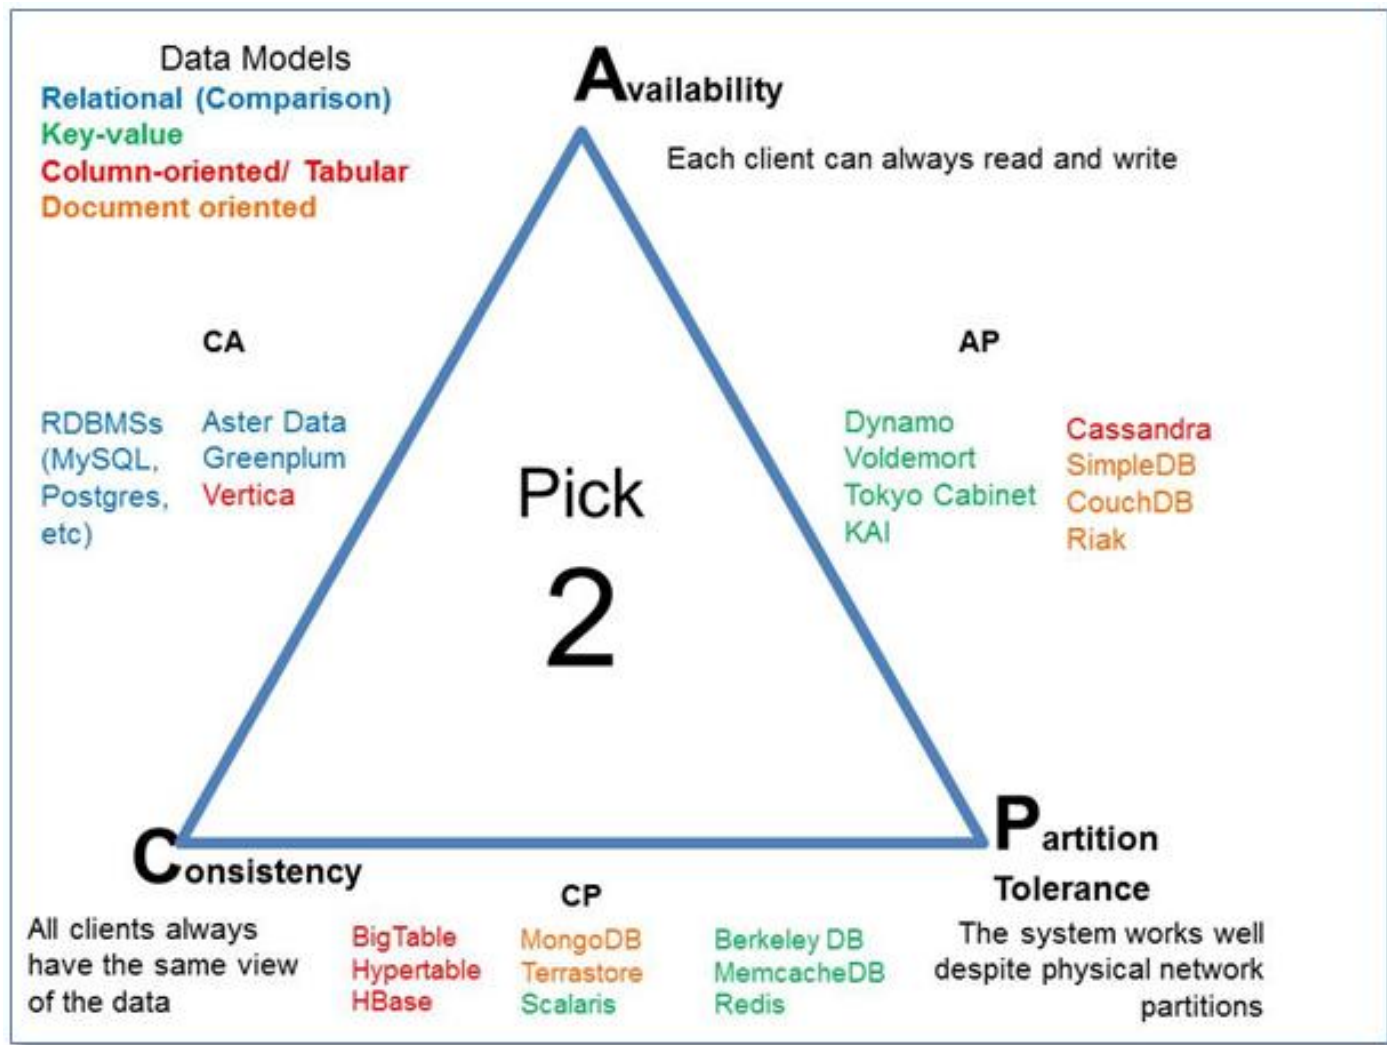 Data Models
Relational (Comparison)
Key-value
Column-oriented/ Tabular
Document oriented
Availability
Each client can always read and write
CA
RDBMSs
(MySQL,
Postgres,
etc)
Aster Data
Greenplum
Vertica
Pick
2
AP
Dynamo
Voldemort
Tokyo Cabinet
KAI
Cassandra
SimpleDB
CouchDB
Riak
Consistency
All clients always
have the same view
of the data
CP
BigTable
Hypertable
HBase
MongoDB
Terrastore
Scalaris
Berkeley DB
MemcacheDB
Redis
Partition
Tolerance
The system works well
despite physical network
partitions